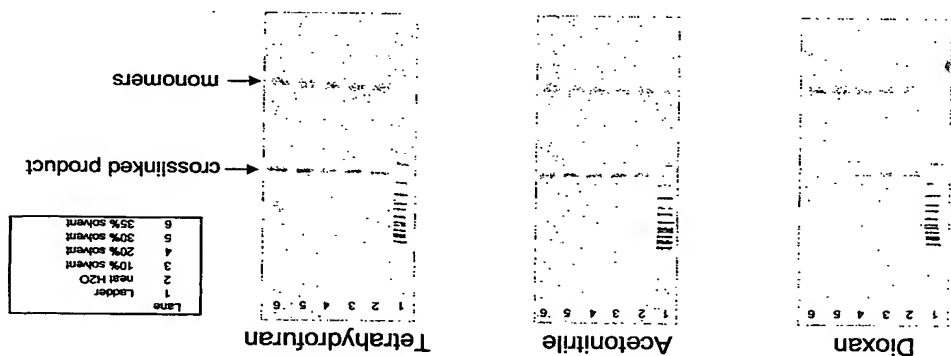 Dioxan
1 2 3 4 5 6
Acetonitrile
1 2 3 4 5 6
Tetrahydrofuran
1 2 3 4 5 6
Lane
1 Ladder
2 neat H2O
3 10% solvent
4 20% solvent
5 30% solvent
6 35% solvent
crosslinked product
monomers